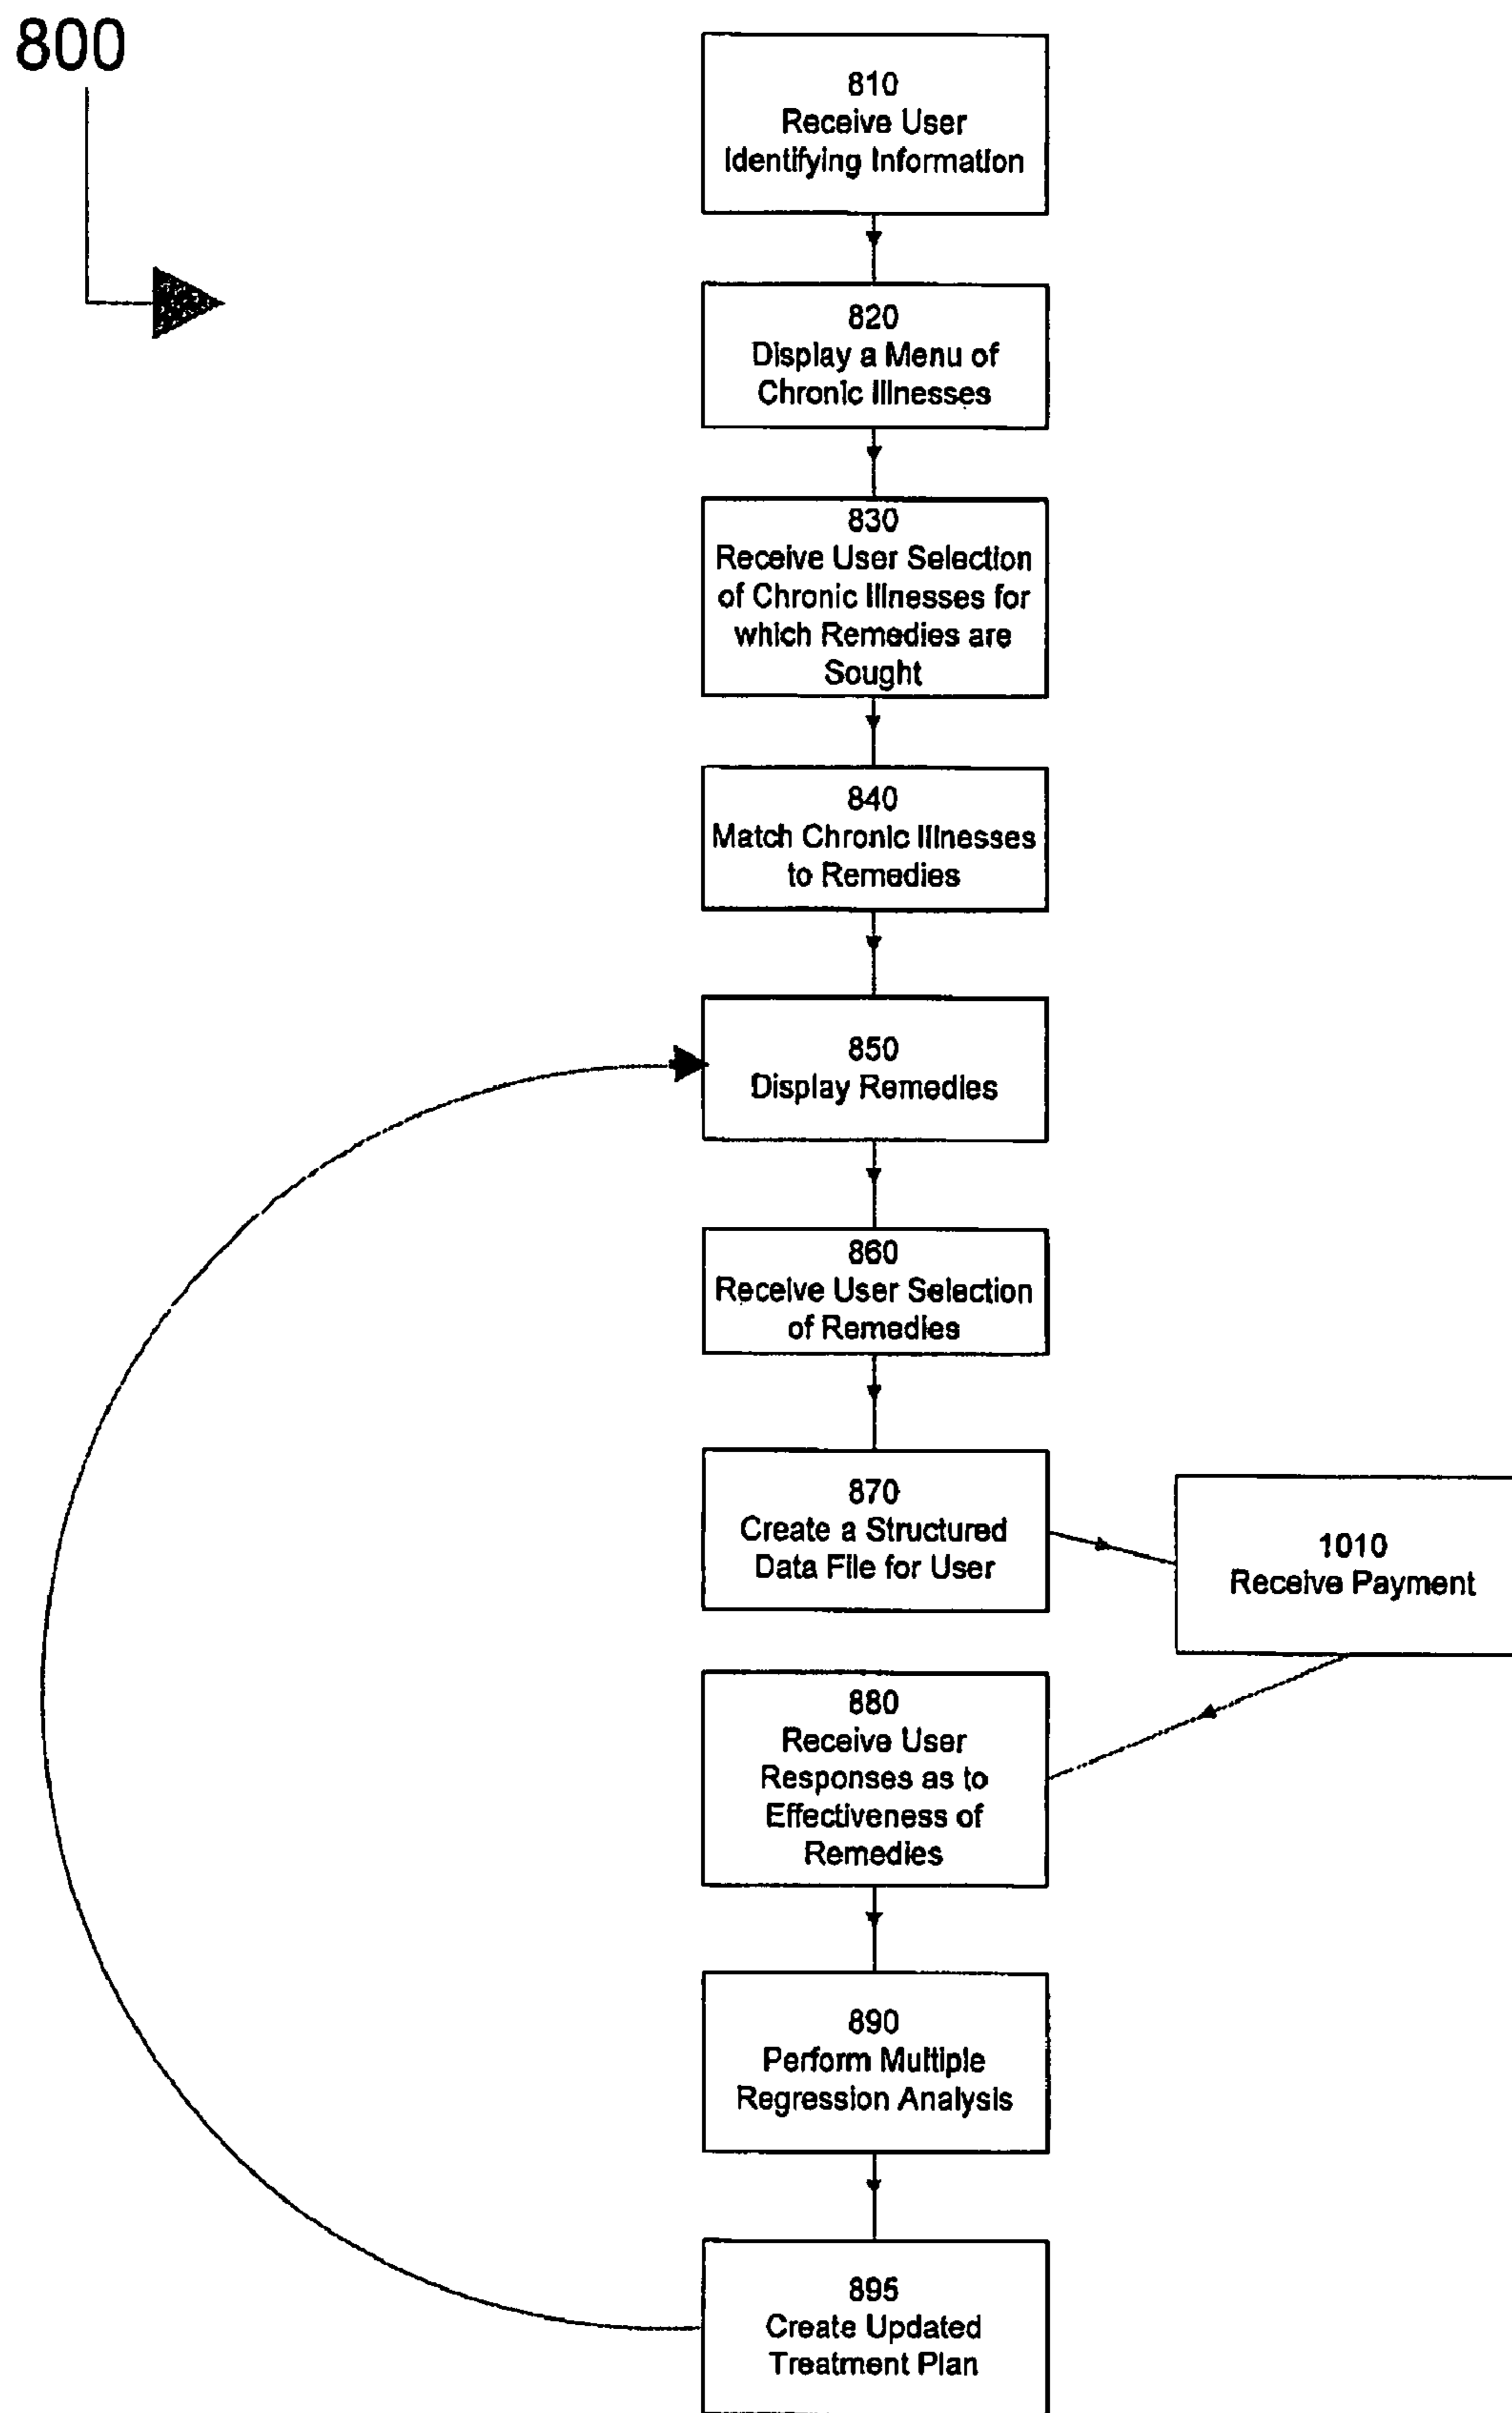 800
810
Receive User
Identifying Information
820
Display a Menu of
Chronic Illnesses
830
Receive User Selection
of Chronic Illnesses for
which Remedies are
Sought
840
Match Chronic Illnesses
to Remedies
850
Display Remedies
860
Receive User Selection
of Remedies
870
Create a Structured
Data File for User
1010
Receive Payment
880
Receive User
Responses as to
Effectiveness of
Remedies
890
Perform Multiple
Regression Analysis
895
Create Updated
Treatment Plan